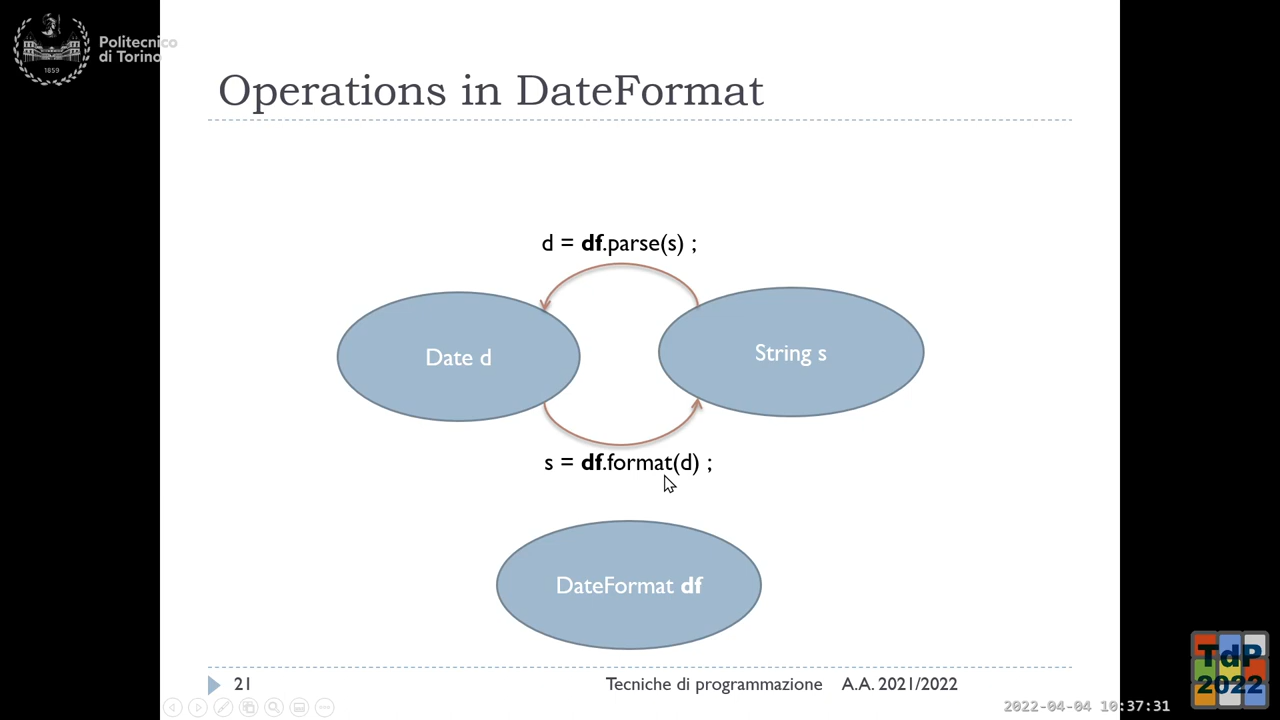 Politecnico
di Torino
1859
Operations in DateFormat
d = df.parse(s) ;
Date d
String s
s = df.format(d) ;
DateFormat df
21
Tecniche di programmazione A.A. 2021/2022
TdP
2022
2022-04-04 10:37:31